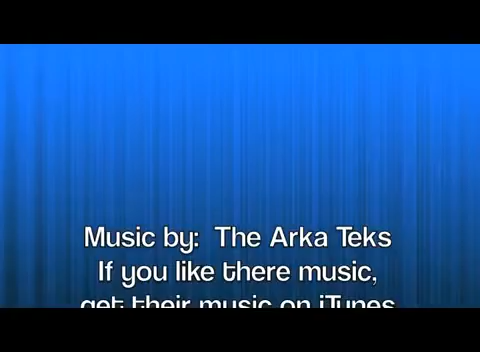 Music by:  The Arka Teks
If you like there music,
get their music on iTunes